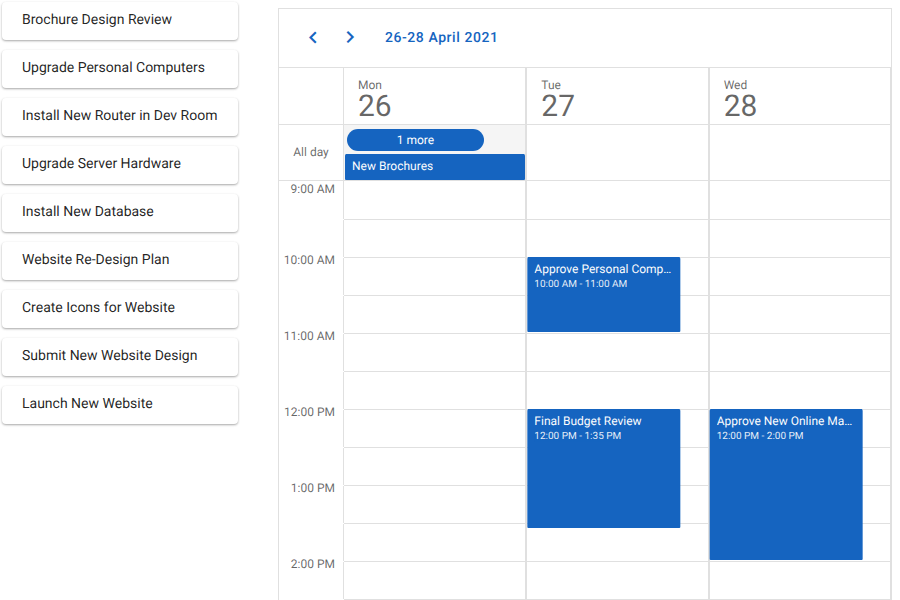 Brochure Design Review
Upgrade Personal Computers
Install New Router in Dev Room
Upgrade Server Hardware
Install New Database
Website Re-Design Plan
Create Icons for Website
Submit New Website Design
Launch New Website
26-28 April 2021
Mon
26
Tue
27
Wed
28
All day
1 more
New Brochures
9:00 AM
10:00 AM
Approve Personal Comp...
10:00 AM - 11:00 AM
11:00 AM
12:00 PM
Final Budget Review
12:00 PM - 1:35 PM
Approve New Online Ma...
12:00 PM - 2:00 PM
1:00 PM
2:00 PM